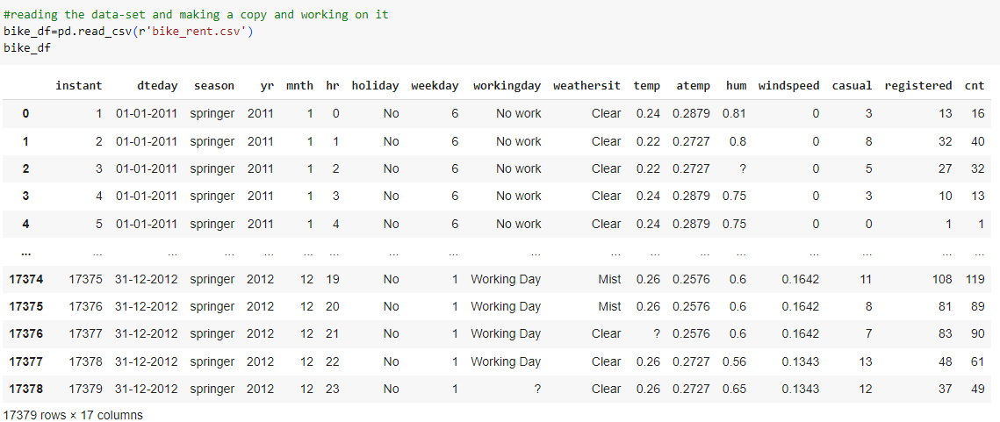 #reading the data-set and making a copy and working on it
bike_df=pd.read_csv(r'bike_rent.csv')
bike_df
instant dteday season yr mnth hr holiday weekday workingday weathersit temp atemp hum windspeed casual registered cnt
0 1 01-01-2011 springer 2011 1 0 No 6 No work Clear 0.24 0.2879 0.81 0 3 13 16
1 2 01-01-2011 springer 2011 1 1 No 6 No work Clear 0.22 0.2727 0.8 0 8 32 40
2 3 01-01-2011 springer 2011 1 2 No 6 No work Clear 0.22 0.2727 ? 0 5 27 32
3 4 01-01-2011 springer 2011 1 3 No 6 No work Clear 0.24 0.2879 0.75 0 3 10 13
4 5 01-01-2011 springer 2011 1 4 No 6 No work Clear 0.24 0.2879 0.75 0 0 1 1
... ... ... ... ... ... ... ... ... ... ... ... ... ... ... ... ... ...
17374 17375 31-12-2012 springer 2012 12 19 No 1 Working Day Mist 0.26 0.2576 0.6 0.1642 11 108 119
17375 17376 31-12-2012 springer 2012 12 20 No 1 Working Day Mist 0.26 0.2576 0.6 0.1642 8 81 89
17376 17377 31-12-2012 springer 2012 12 21 No 1 Working Day Clear ? 0.2576 0.6 0.1642 7 83 90
17377 17378 31-12-2012 springer 2012 12 22 No 1 Working Day Clear 0.26 0.2727 0.56 0.1343 13 48 61
17378 17379 31-12-2012 springer 2012 12 23 No 1 ? Clear 0.26 0.2727 0.65 0.1343 12 37 49
17379 rows × 17 columns